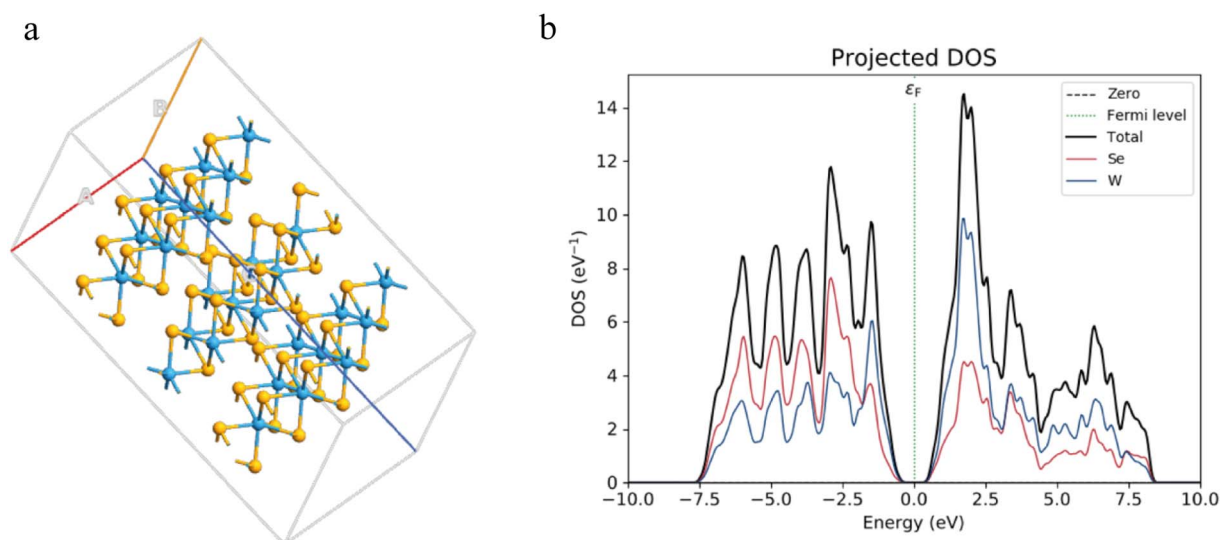 a
b
B
A
Projected DOS
εF
Zero
Fermi level
Total
Se
W
DOS (eV⁻¹)
14
12
10
8
6
4
2
0
−10.0 −7.5 −5.0 −2.5 0.0 2.5 5.0 7.5 10.0
Energy (eV)